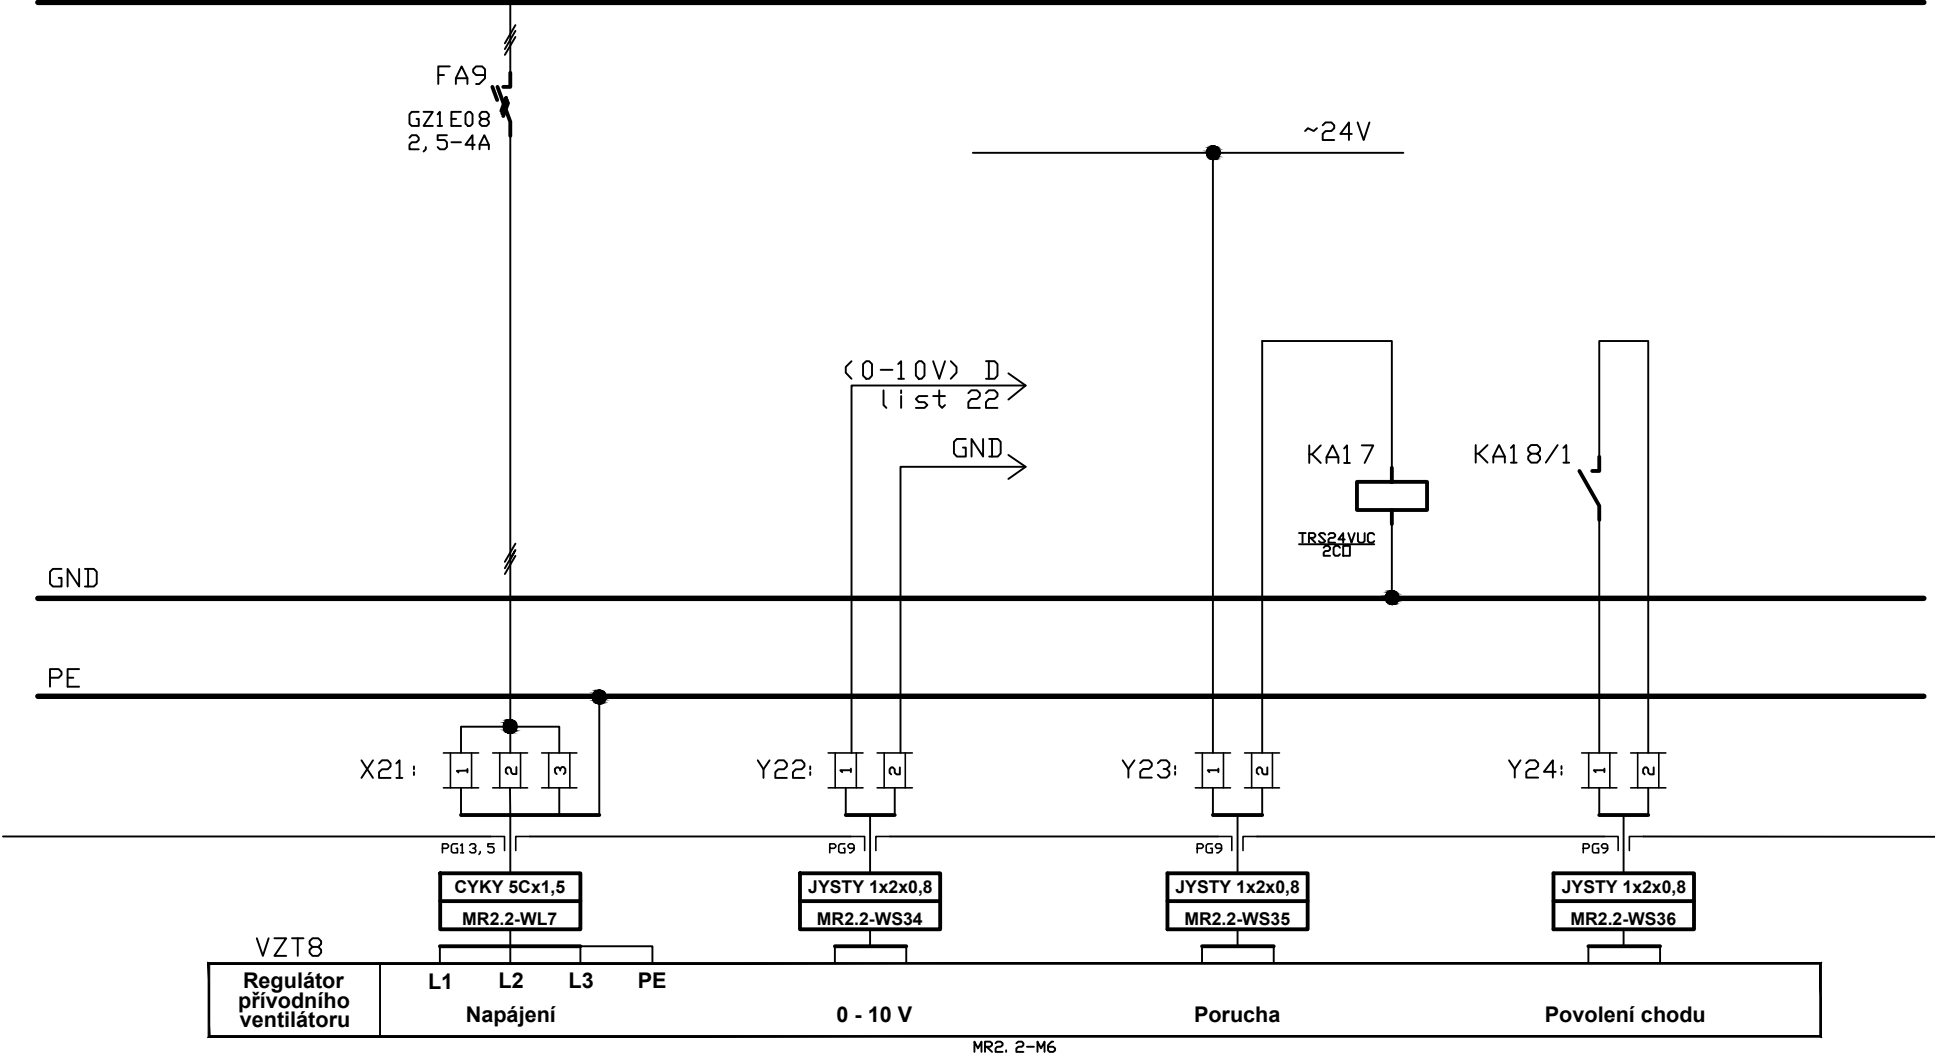 FA9
GZ1E08
2,5-4A
~24V
(0-10V) D
list 22
GND
KA17
KA18/1
TRS24VUC
2CO
GND
PE
X21:
1
2
3
Y22:
1
2
Y23:
1
2
Y24:
1
2
PG13,5
PG9
PG9
PG9
CYKY 5Cx1,5
MR2.2-WL7
JYSTY 1x2x0,8
MR2.2-WS34
JYSTY 1x2x0,8
MR2.2-WS35
JYSTY 1x2x0,8
MR2.2-WS36
VZT8
Regulátor
přívodního
ventilátoru
L1 L2 L3 PE
Napájení
0 - 10 V
Porucha
Povolení chodu
MR2.2-M6